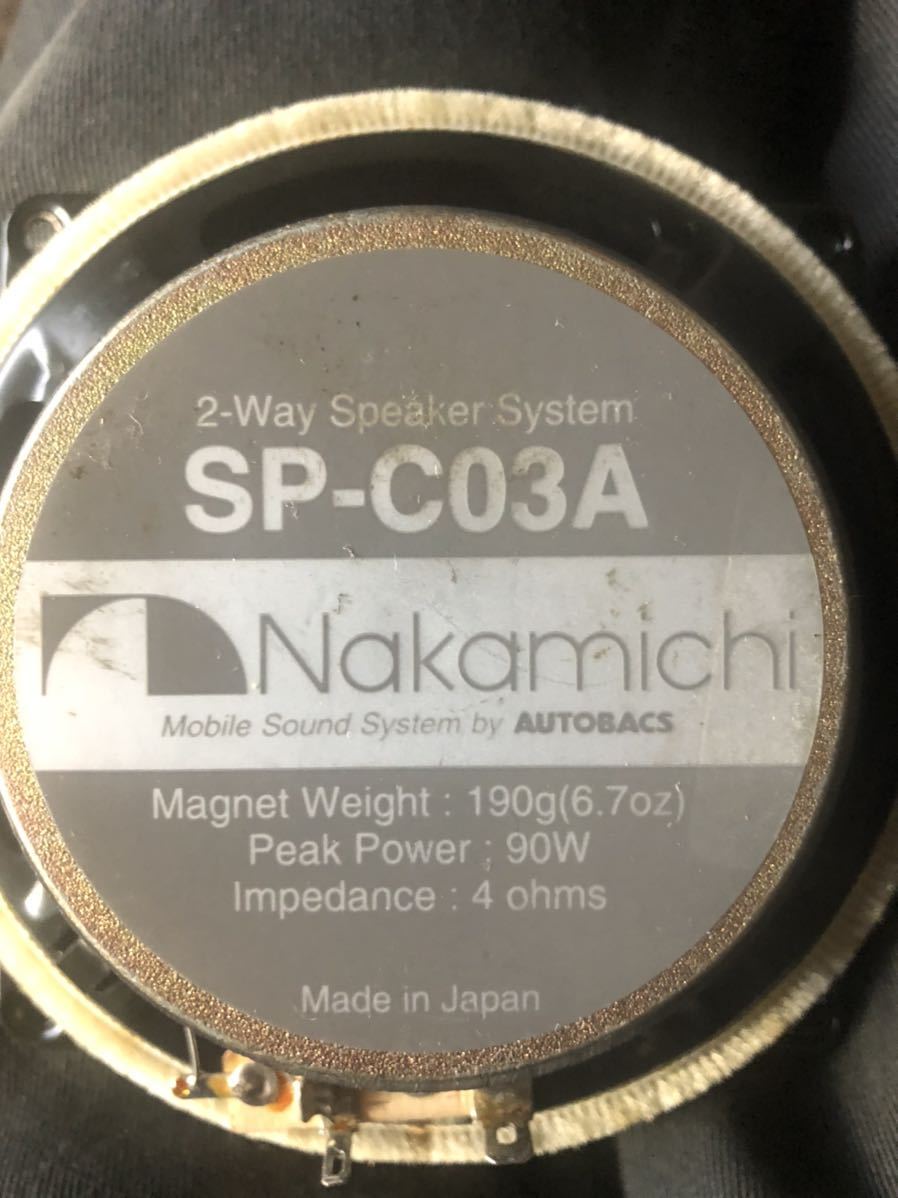 2-Way Speaker System
SP-C03A
Nakamichi
Mobile Sound System by AUTOBACS
Magnet Weight : 190g(6.7oz)
Peak Power : 90W
Impedance : 4 ohms
Made in Japan